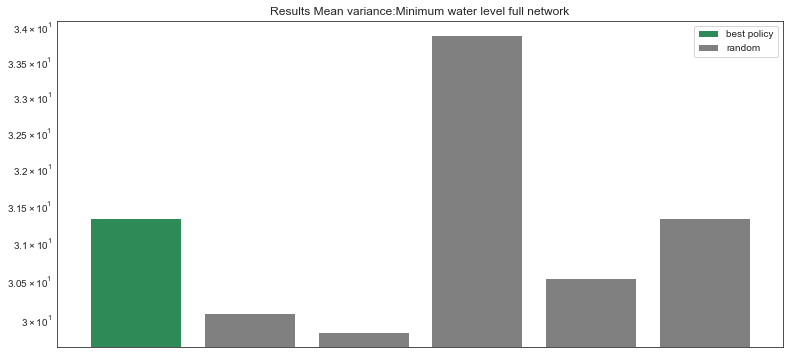 Results Mean variance:Minimum water level full network
3.4 × 10¹
3.35 × 10¹
3.3 × 10¹
3.25 × 10¹
3.2 × 10¹
3.15 × 10¹
3.1 × 10¹
3.05 × 10¹
3 × 10¹
best policy
random